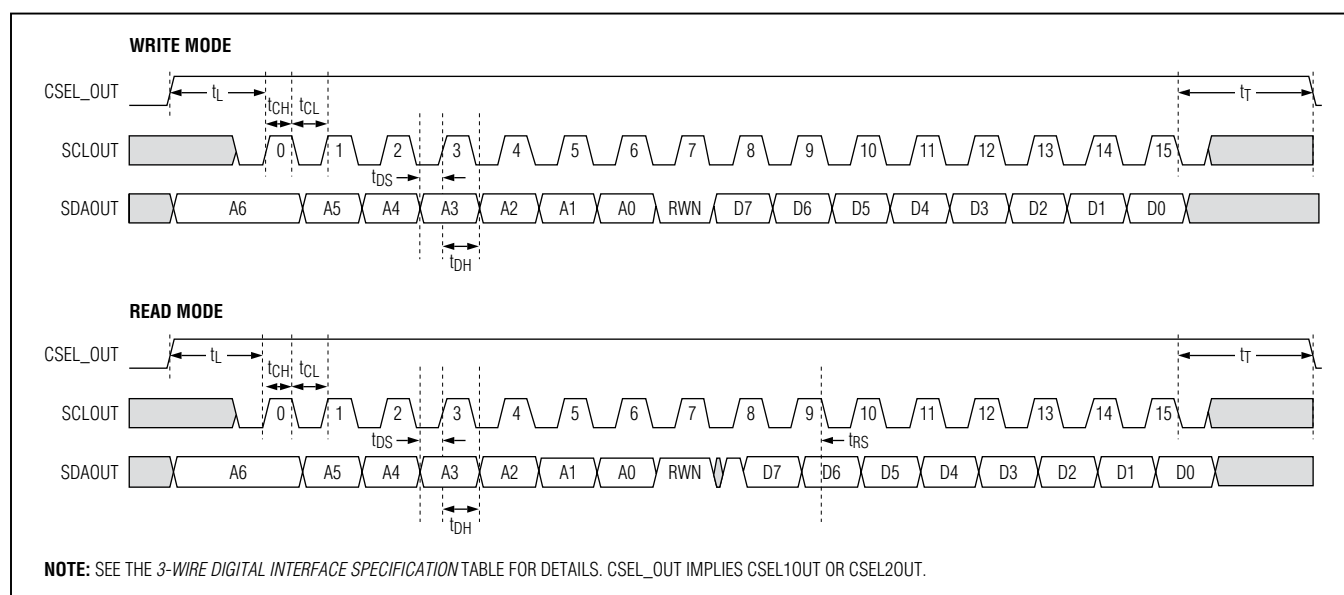 WRITE MODE
CSEL_OUT tL tT
tCH tCL
SCLOUT 0 1 2 3 4 5 6 7 8 9 10 11 12 13 14 15
tDS
SDAOUT A6 A5 A4 A3 A2 A1 A0 RWN D7 D6 D5 D4 D3 D2 D1 D0
tDH
READ MODE
CSEL_OUT tL tT
tCH tCL
SCLOUT 0 1 2 3 4 5 6 7 8 9 10 11 12 13 14 15
tDS tRS
SDAOUT A6 A5 A4 A3 A2 A1 A0 RWN D7 D6 D5 D4 D3 D2 D1 D0
tDH
NOTE: SEE THE 3-WIRE DIGITAL INTERFACE SPECIFICATION TABLE FOR DETAILS. CSEL_OUT IMPLIES CSEL1OUT OR CSEL2OUT.